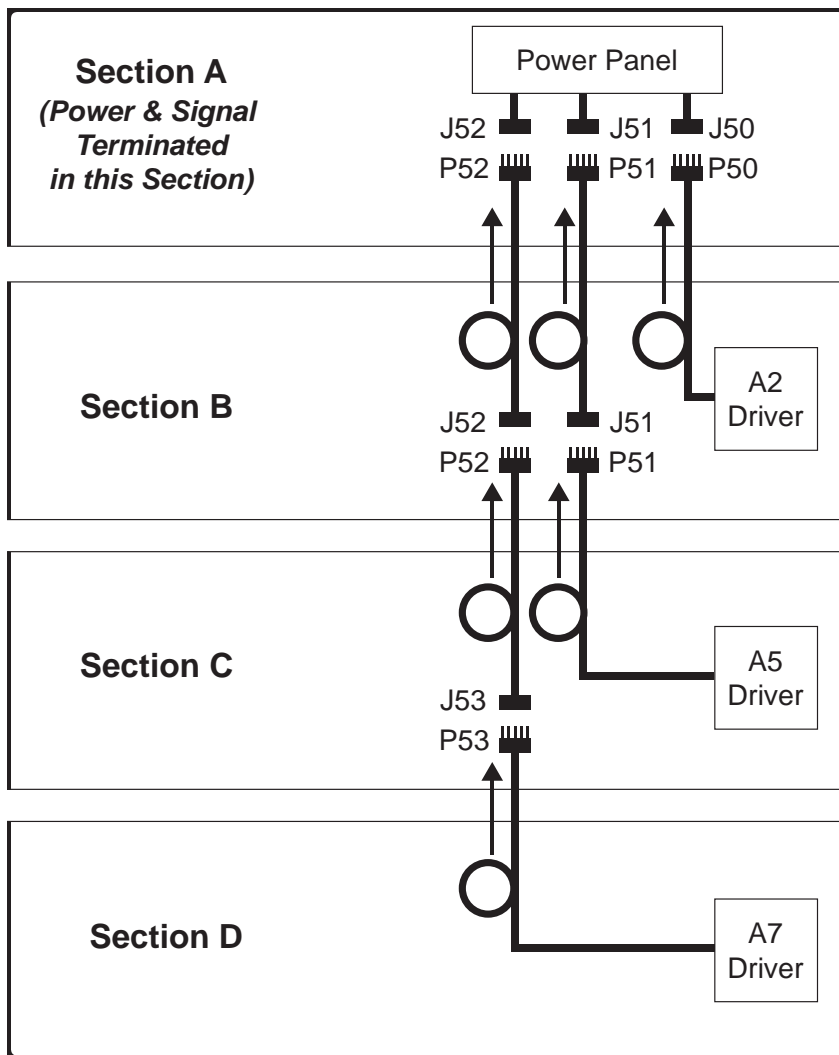 Section A
(Power & Signal
Terminated
in this Section)
Power Panel
J52
J51
J50
P52
P51
P50
Section B
A2
Driver
J52
J51
P52
P51
Section C
A5
Driver
J53
P53
Section D
A7
Driver